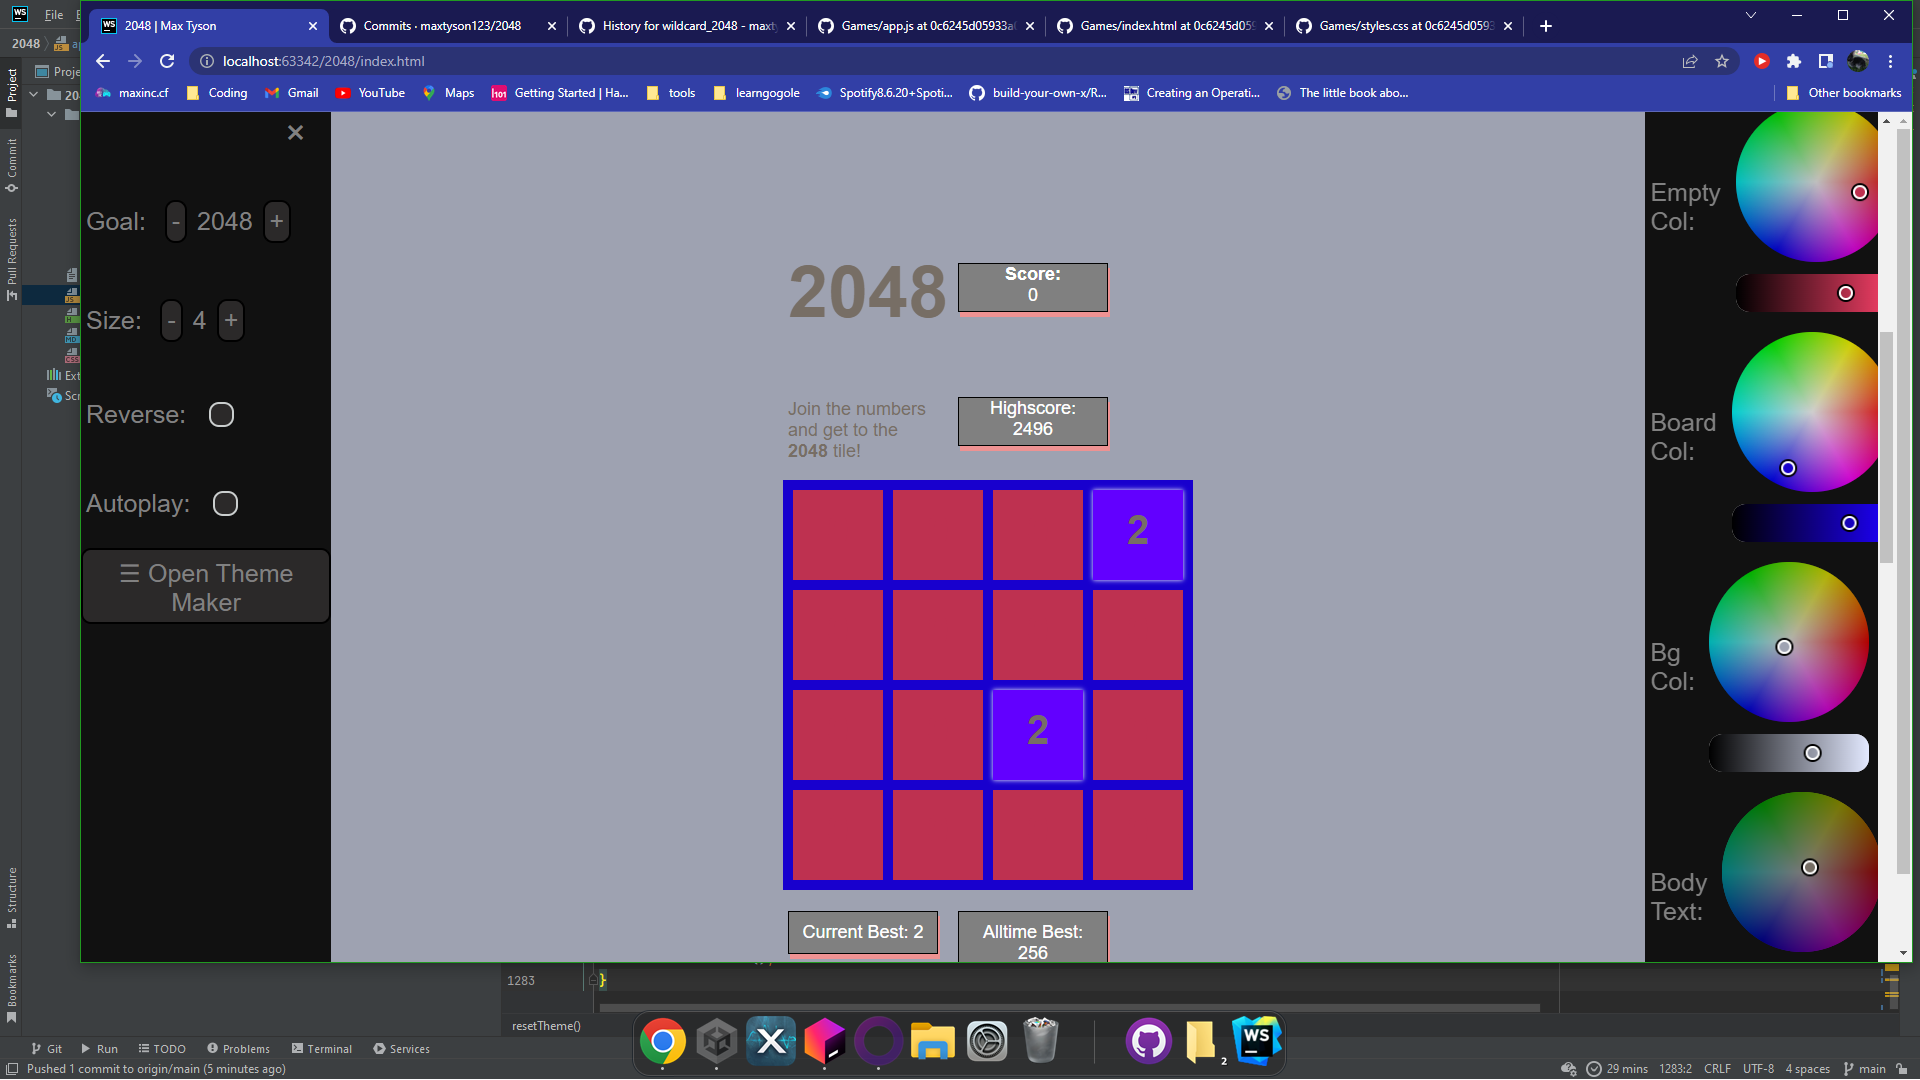 WS File
2048
2048 | Max Tyson
Commits · maxtyson123/2048
History for wildcard_2048 - maxty
Games/app.js at 0c6245d05933a
Games/index.html at 0c6245d059
Games/styles.css at 0c6245d0593
localhost:63342/2048/index.html
maxinc.cf
Coding
Gmail
YouTube
Maps
Getting Started | Ha...
tools
learngogole
Spotify8.6.20+Spoti...
build-your-own-x/R...
Creating an Operati...
The little book abo...
Other bookmarks
Project
Commit
Pull Requests
Structure
Bookmarks
Proje
20
Ext
Scr
Goal: - 2048 +
Size: - 4 +
Reverse:
Autoplay:
☰ Open Theme
Maker
2048
Score:
0
Join the numbers
and get to the
2048 tile!
Highscore:
2496
2
2
Current Best: 2
Alltime Best:
256
Empty
Col:
Board
Col:
Bg
Col:
Body
Text:
1283 }
resetTheme()
WS
2
Git
Run
TODO
Problems
Terminal
Services
Pushed 1 commit to origin/main (5 minutes ago)
29 mins 1283:2 CRLF UTF-8 4 spaces main